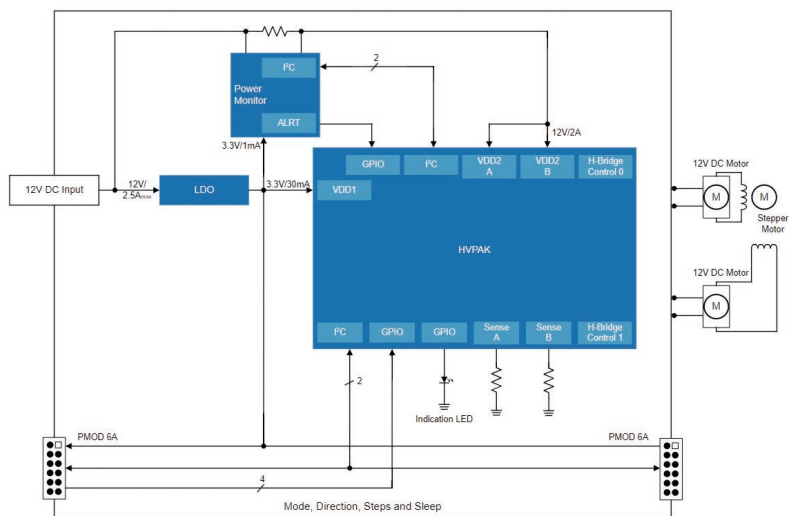 2
I²C
Power
Monitor
ALRT
3.3V/1mA
12V/2A
GPIO
I²C
VDD2
A
VDD2
B
H-Bridge
Control 0
12V DC Motor
M
M
Stepper
Motor
12V DC Input
12V/
2.5Amax
LDO
3.3V/30mA
VDD1
HVPAK
12V DC Motor
M
I²C
GPIO
GPIO
Sense
A
Sense
B
H-Bridge
Control 1
2
Indication LED
PMOD 6A
PMOD 6A
4
Mode, Direction, Steps and Sleep